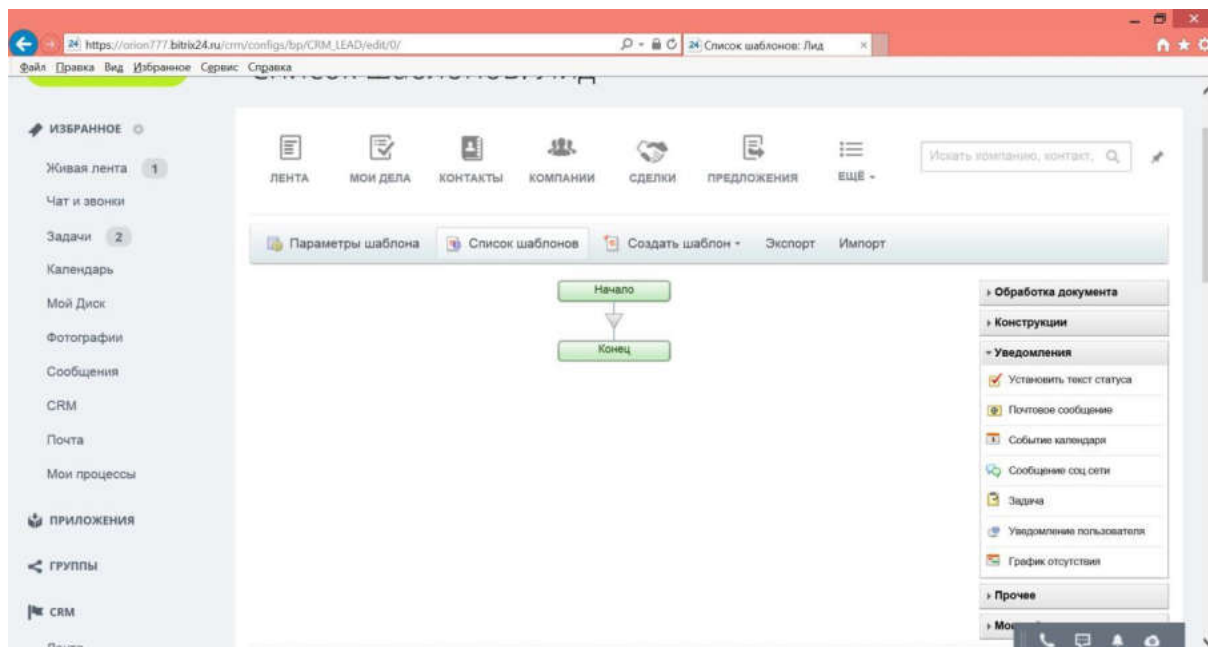 https://orion777.bitrix24.ru/crm/configs/bp/CRM_LEAD/edit/0/
Список шаблонов: Лид
Файл Правка Вид Избранное Сервис Справка
Список шаблонов: Лид
ИЗБРАННОЕ
Живая лента 1
Чат и звонки
Задачи 2
Календарь
Мой Диск
Фотографии
Сообщения
CRM
Почта
Мои процессы
ПРИЛОЖЕНИЯ
ГРУППЫ
CRM
ЛЕНТА
МОИ ДЕЛА
КОНТАКТЫ
КОМПАНИИ
СДЕЛКИ
ПРЕДЛОЖЕНИЯ
ЕЩЁ
Искать компанию, контакт,
Параметры шаблона
Список шаблонов
Создать шаблон
Экспорт
Импорт
Начало
Конец
Обработка документа
Конструкции
Уведомления
Установить текст статуса
Почтовое сообщение
Событие календаря
Сообщение соц сети
Задача
Уведомление пользователя
График отсутствия
Прочее